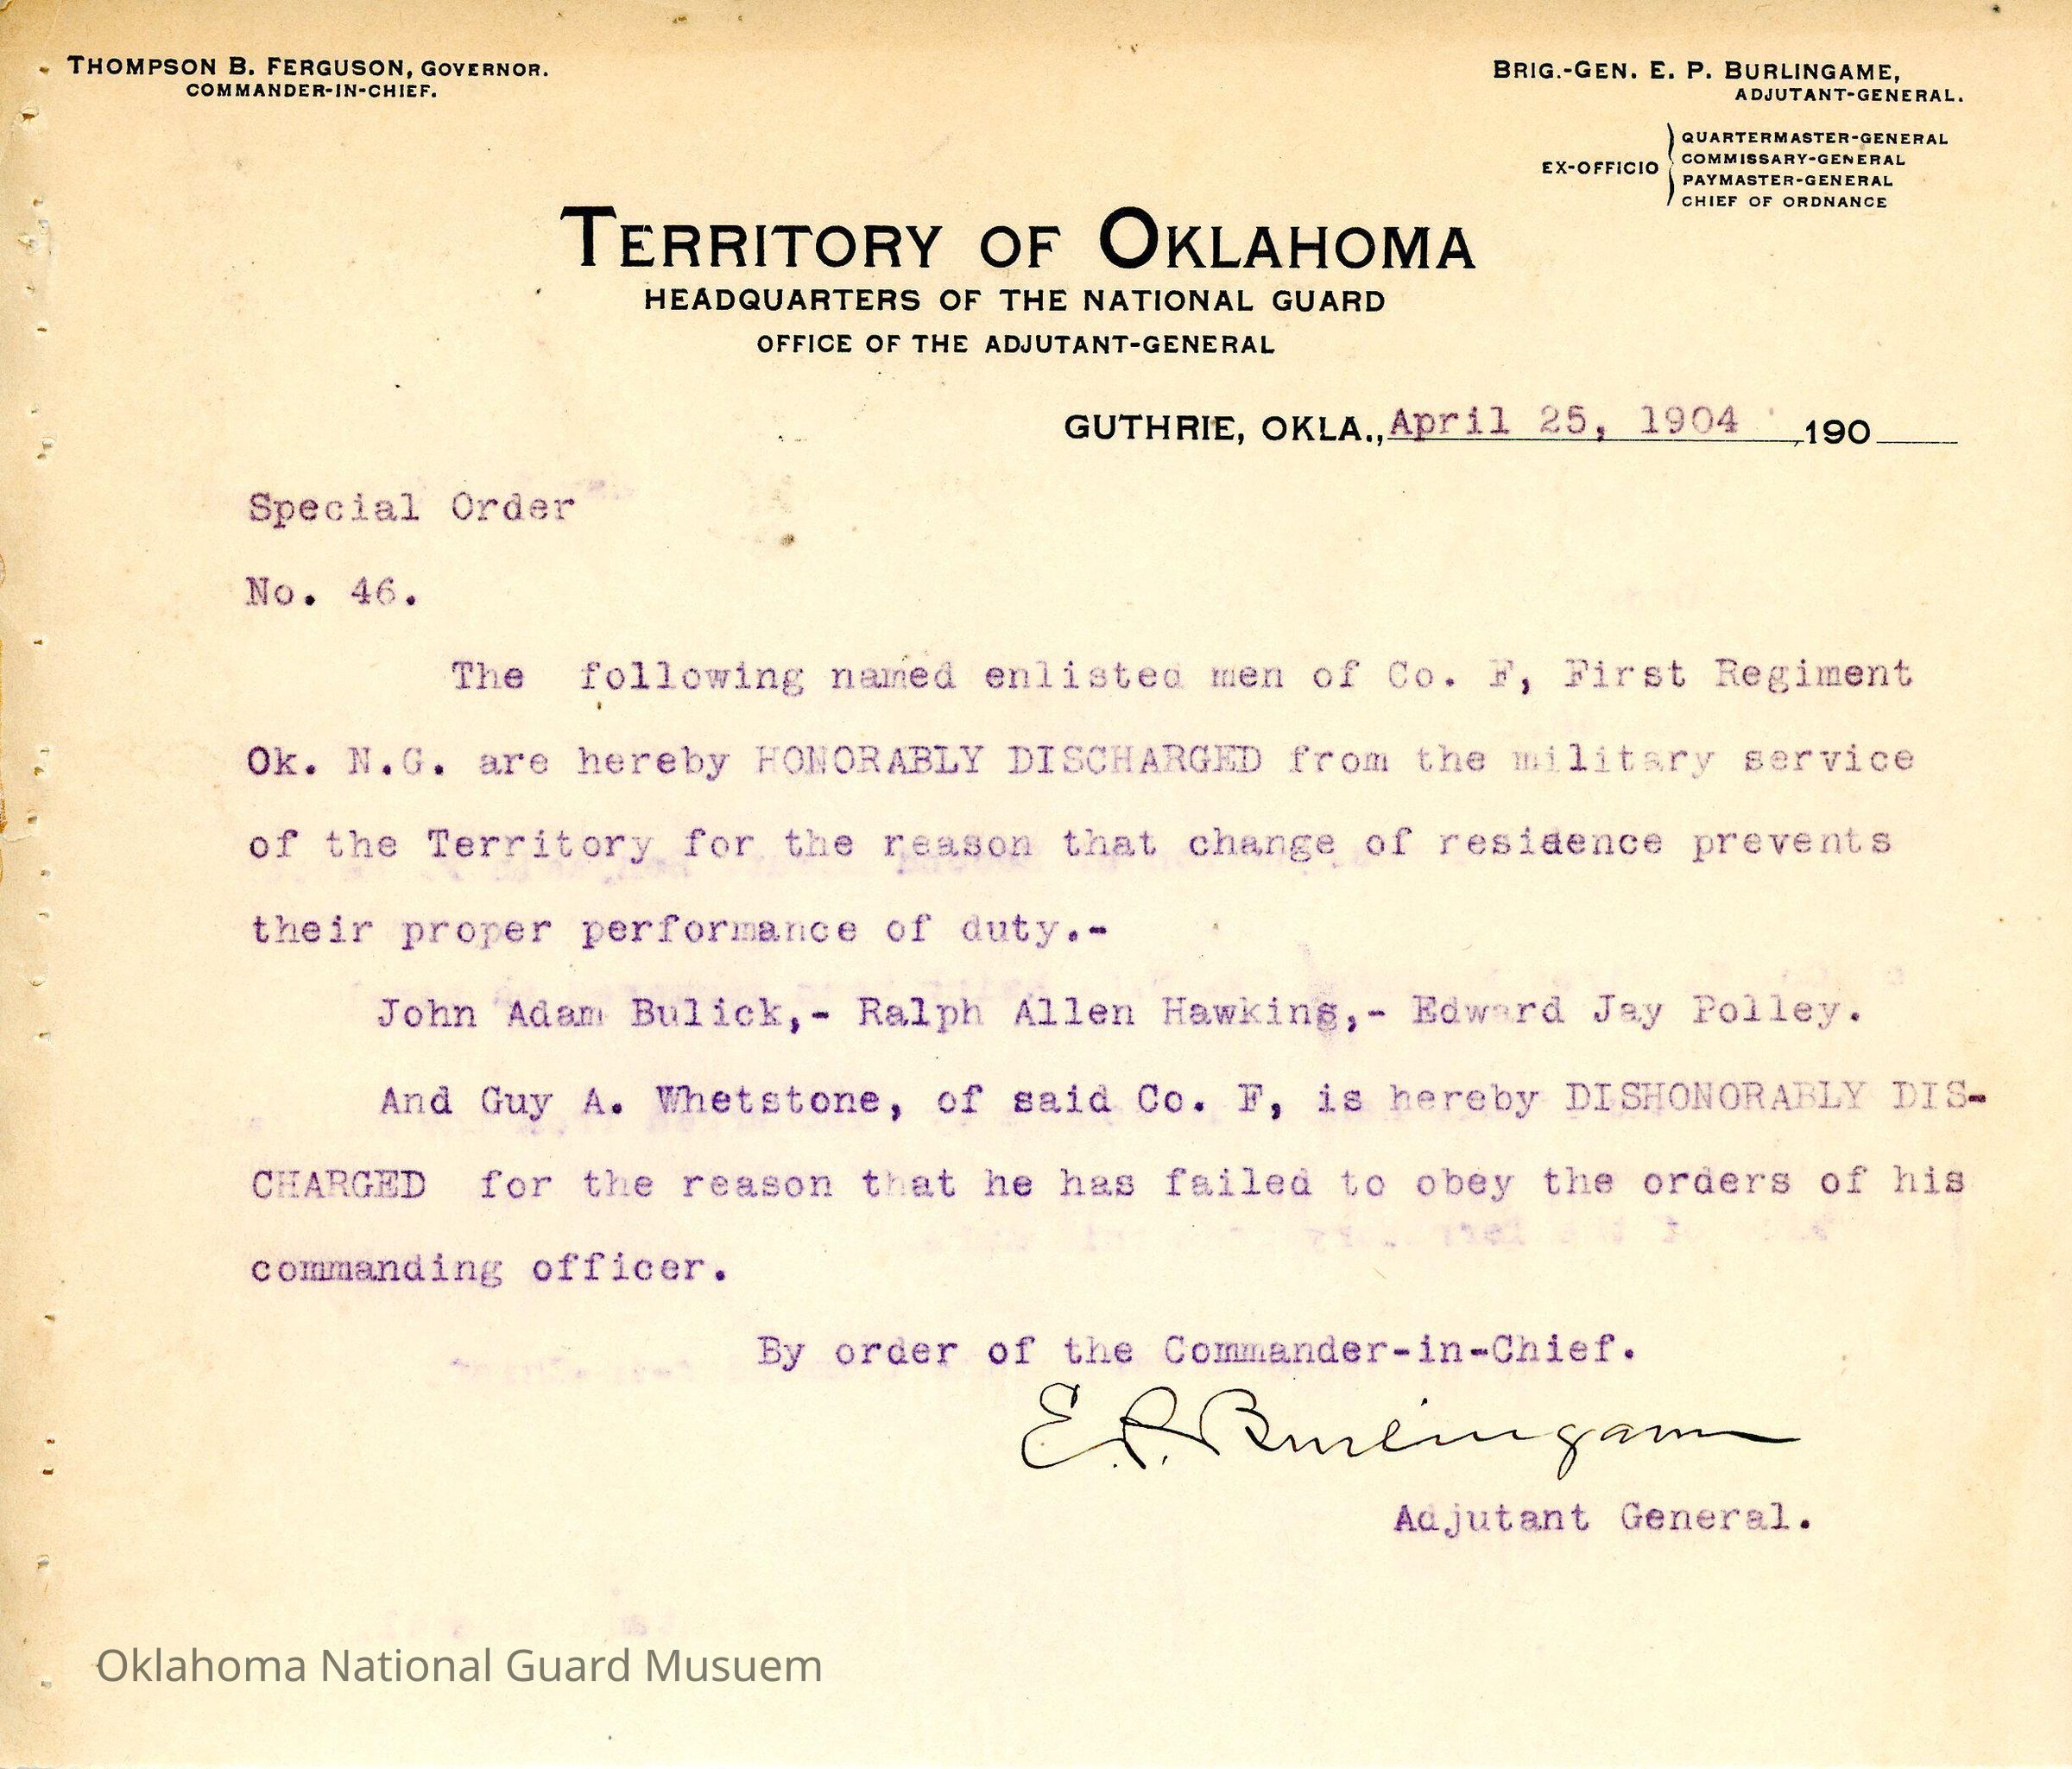 THOMPSON B. FERGUSON, GOVERNOR.
COMMANDER-IN-CHIEF.
BRIG.-GEN. E. P. BURLINGAME,
ADJUTANT-GENERAL.
EX-OFFICIO
QUARTERMASTER-GENERAL
COMMISSARY-GENERAL
PAYMASTER-GENERAL
CHIEF OF ORDNANCE
TERRITORY OF OKLAHOMA
HEADQUARTERS OF THE NATIONAL GUARD
OFFICE OF THE ADJUTANT-GENERAL
GUTHRIE, OKLA., April 25, 1904 190
Special Order
No. 46.
The following named enlisted men of Co. F, First Regiment
Ok. N.G. are hereby HONORABLY DISCHARGED from the military service
of the Territory for the reason that change of residence prevents
their proper performance of duty.-
John Adam Bulick,- Ralph Allen Hawking,- Edward Jay Polley.
And Guy A. Whetstone, of said Co. F, is hereby DISHONORABLY DIS-
CHARGED for the reason that he has failed to obey the orders of his
commanding officer.
By order of the Commander-in-Chief.
E. P. Burlingame
Adjutant General.
Oklahoma National Guard Musuem